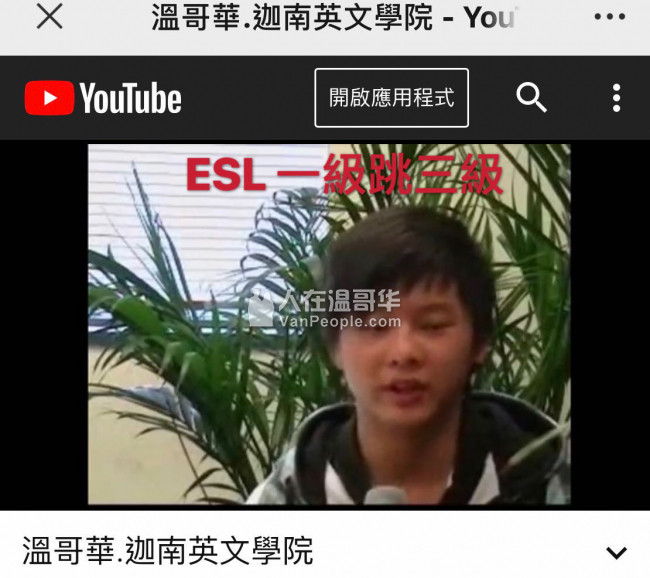 溫哥華.迦南英文學院 - You
YouTube
開啟應用程式
ESL 一級跳三級
人在温哥华
VanPeople.com
溫哥華.迦南英文學院